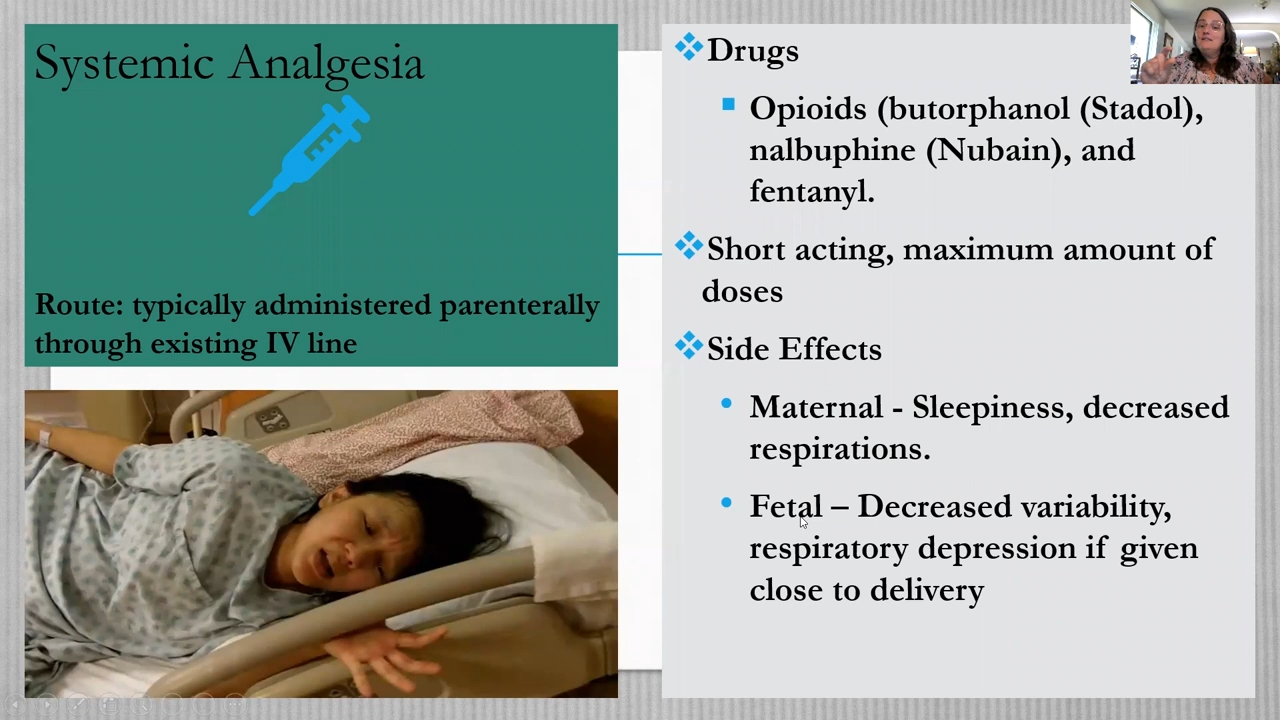 Systemic Analgesia
Route: typically administered parenterally
through existing IV line
Drugs
Opioids (butorphanol (Stadol),
nalbuphine (Nubain), and
fentanyl.
Short acting, maximum amount of
doses
Side Effects
Maternal - Sleepiness, decreased
respirations.
Fetal – Decreased variability,
respiratory depression if given
close to delivery